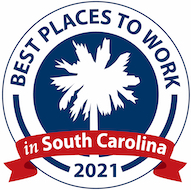 BEST PLACES TO WORK
in South Carolina
2021